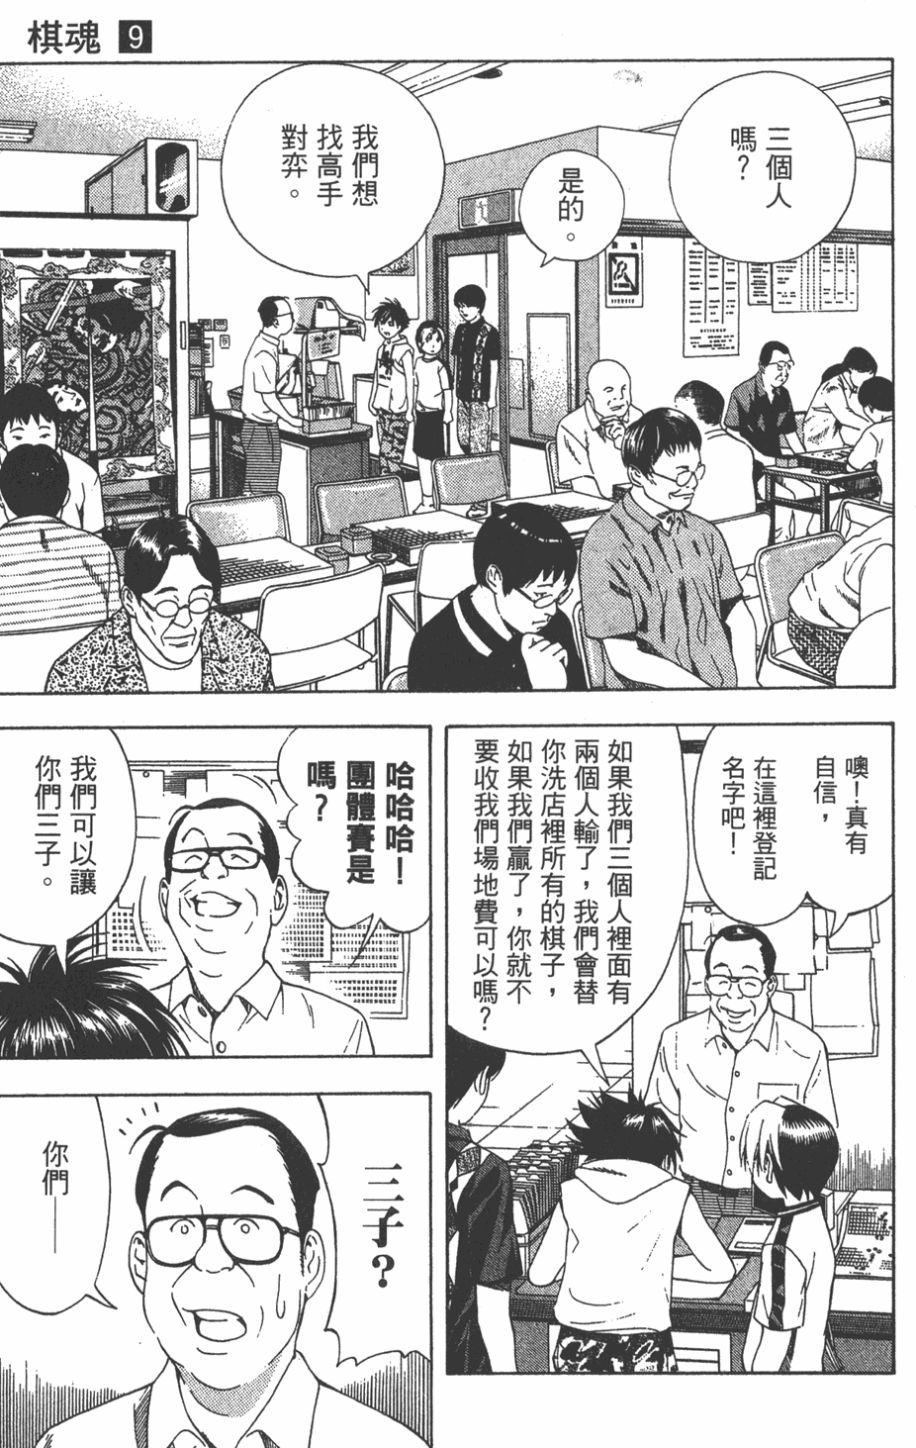 棋魂 9
三個人
嗎？
是的。
我們想
找高手
對弈。
噢！真有
自信，
在這裡登記
名字吧！
如果我們三個人裡面有
兩個人輸了，我們會替
你洗店裡所有的棋子，
如果我們贏了，你就不
要收我們場地費可以嗎？
哈哈哈！
團體賽是
嗎？
我們可以讓
你們三子。
三子？
你們——